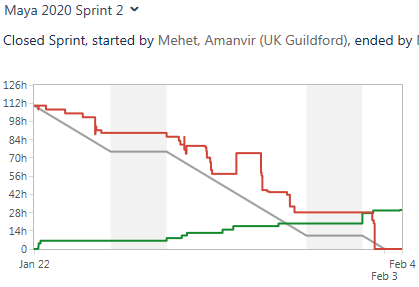 Maya 2020 Sprint 2
Closed Sprint, started by Mehet, Amanvir (UK Guildford), ended by
126h
112h
98h
84h
70h
56h
42h
28h
14h
0
Jan 22
Feb 4
Feb 3